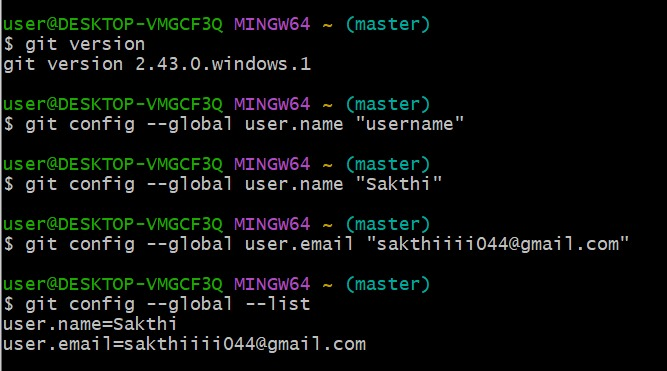 user@DESKTOP-VMGCF3Q MINGW64 ~ (master)
$ git version
git version 2.43.0.windows.1
user@DESKTOP-VMGCF3Q MINGW64 ~ (master)
$ git config --global user.name "username"
user@DESKTOP-VMGCF3Q MINGW64 ~ (master)
$ git config --global user.name "Sakthi"
user@DESKTOP-VMGCF3Q MINGW64 ~ (master)
$ git config --global user.email "sakthiiii044@gmail.com"
user@DESKTOP-VMGCF3Q MINGW64 ~ (master)
$ git config --global --list
user.name=Sakthi
user.email=sakthiiii044@gmail.com